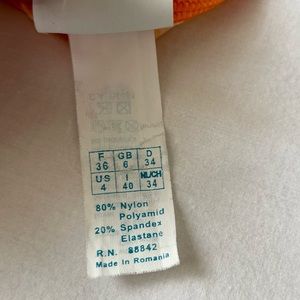 F GB D
36 6 34
US I NL/CH
4 40 34
80% Nylon
Polyamid
20% Spandex
Elastane
R.N. 88842
Made in Romania